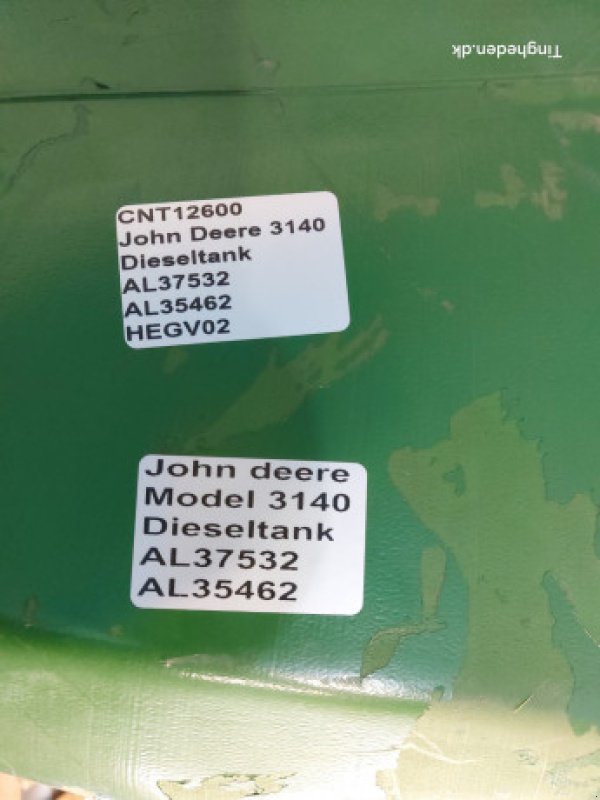 Tingheden.dk
CNT12600
John Deere 3140
Dieseltank
AL37532
AL35462
HEGV02
John deere
Model 3140
Dieseltank
AL37532
AL35462